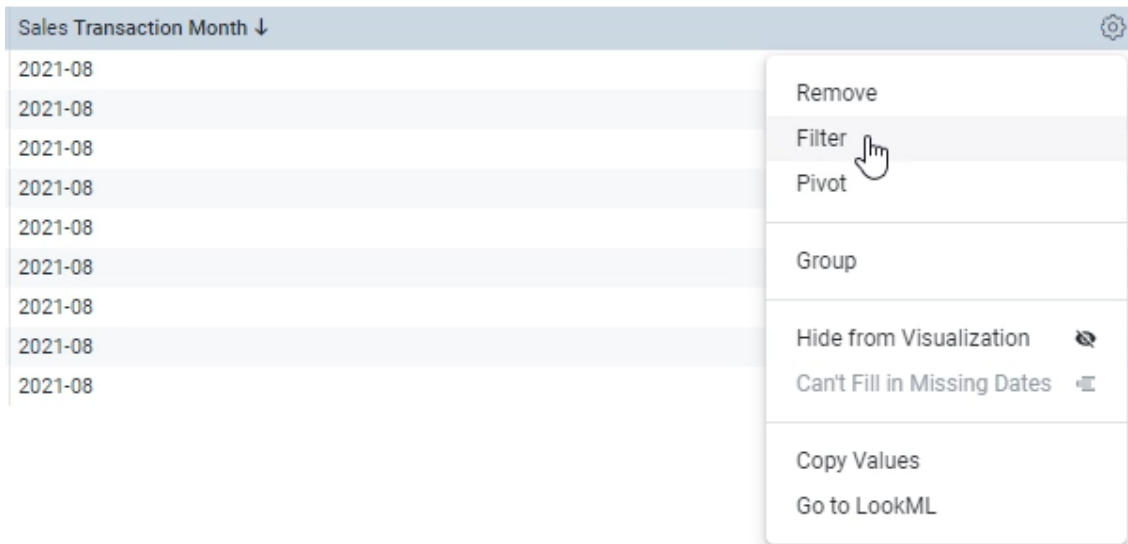 Sales Transaction Month ↓
2021-08
2021-08
2021-08
2021-08
2021-08
2021-08
2021-08
2021-08
2021-08
Remove
Filter
Pivot
Group
Hide from Visualization
Can't Fill in Missing Dates
Copy Values
Go to LookML